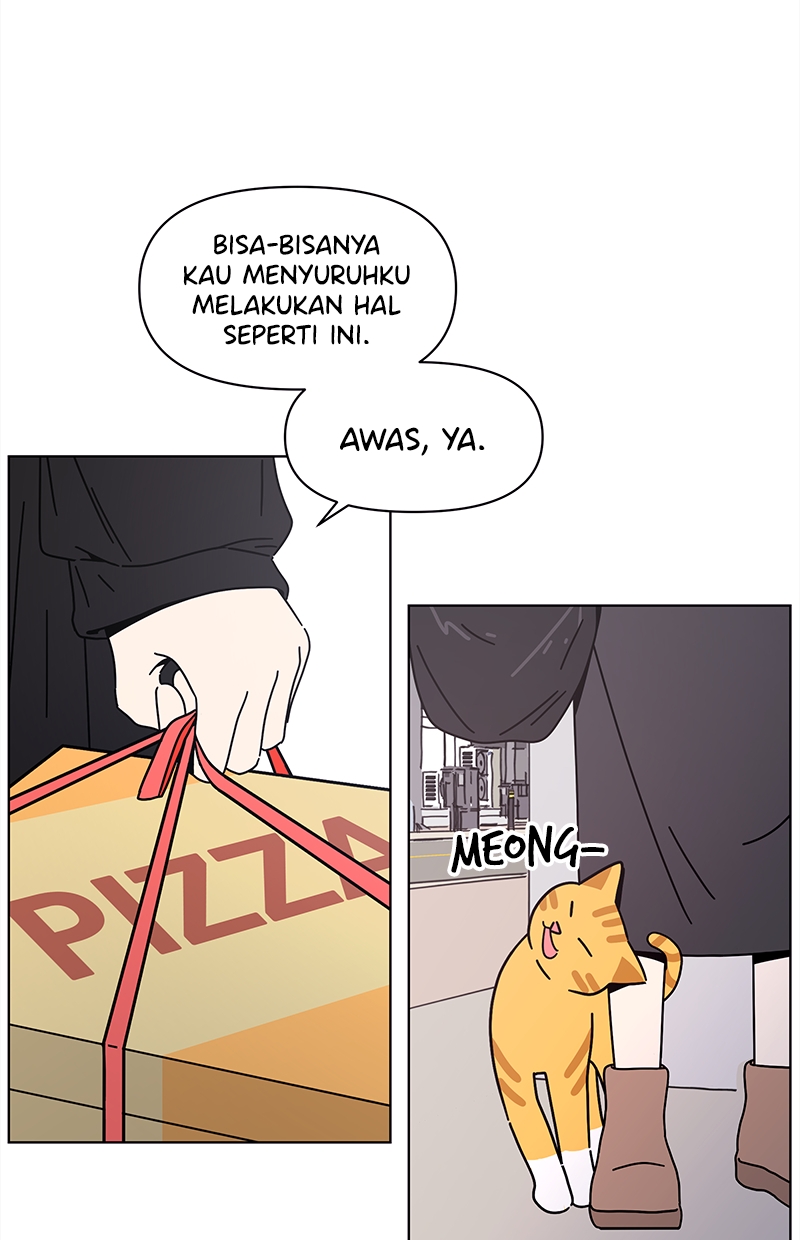 BISA-BISANYA
KAU MENYURUHKU
MELAKUKAN HAL
SEPERTI INI.
AWAS, YA.
PIZZA
MEONG-